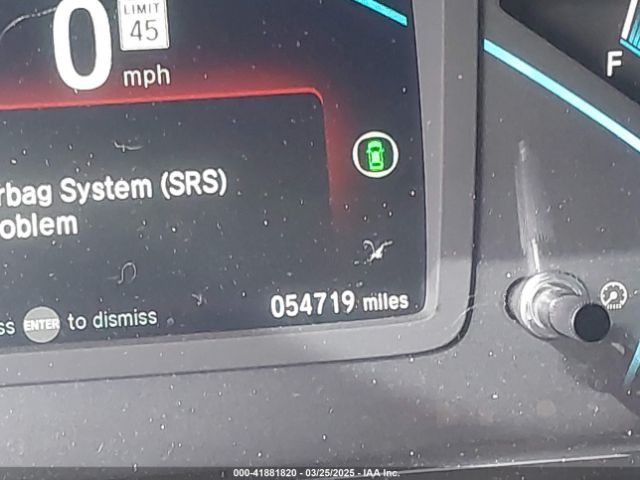 0
LIMIT
45
mph
F
rbag System (SRS)
oblem
054719 miles
ss ENTER to dismiss
000-41881820 - 03/25/2025 - IAA Inc.